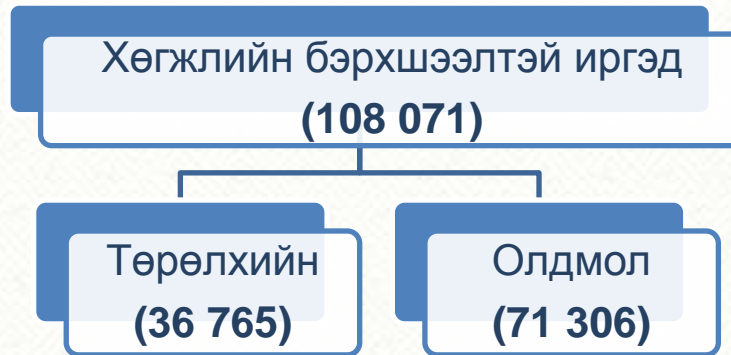 Хөгжлийн бэрхшээлтэй иргэд
(108 071)
Төрөлхийн
(36 765)
Олдмол
(71 306)